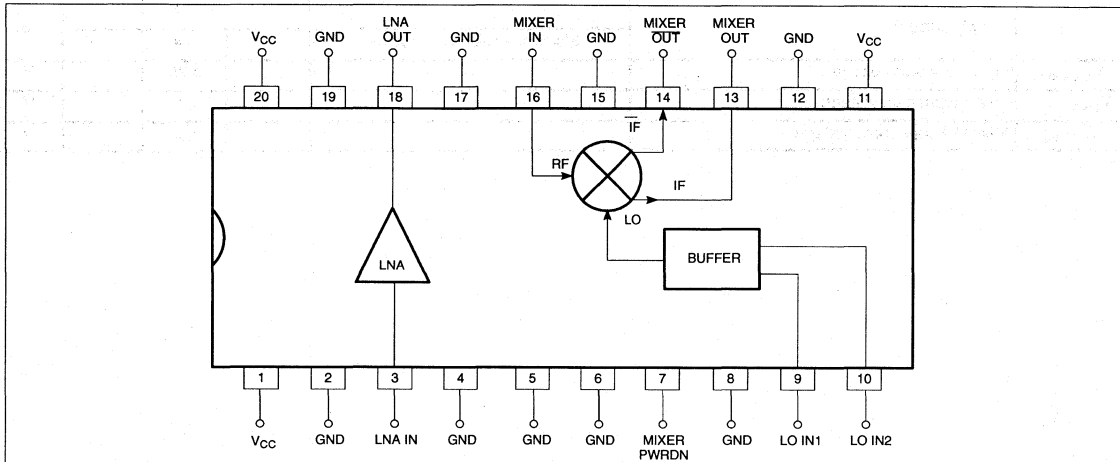 VCC
GND
LNA
OUT
GND
MIXER
IN
GND
MIXER
OUT
MIXER
OUT
GND
VCC
20
19
18
17
16
15
14
13
12
11
IF
RF
IF
LO
LNA
BUFFER
1
2
3
4
5
6
7
8
9
10
VCC
GND
LNA IN
GND
GND
GND
MIXER
PWRDN
GND
LO IN1
LO IN2